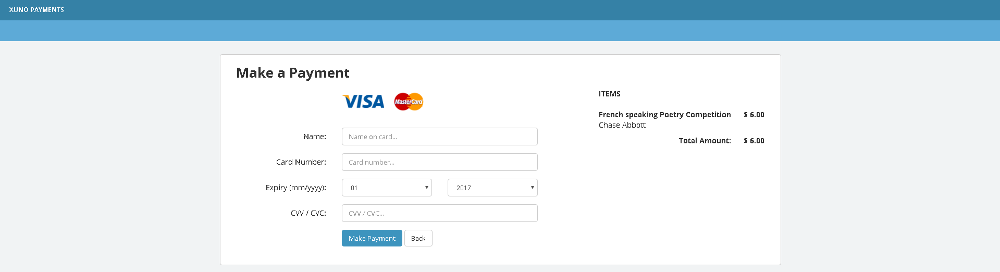 XUNO PAYMENTS
Make a Payment
VISA MasterCard
Name: Name on card...
Card Number: Card number...
Expiry (mm/yyyy): 01 2017
CVV / CVC: CVV / CVC...
Make Payment Back
ITEMS
French speaking Poetry Competition $ 6.00
Chase Abbott
Total Amount: $ 6.00